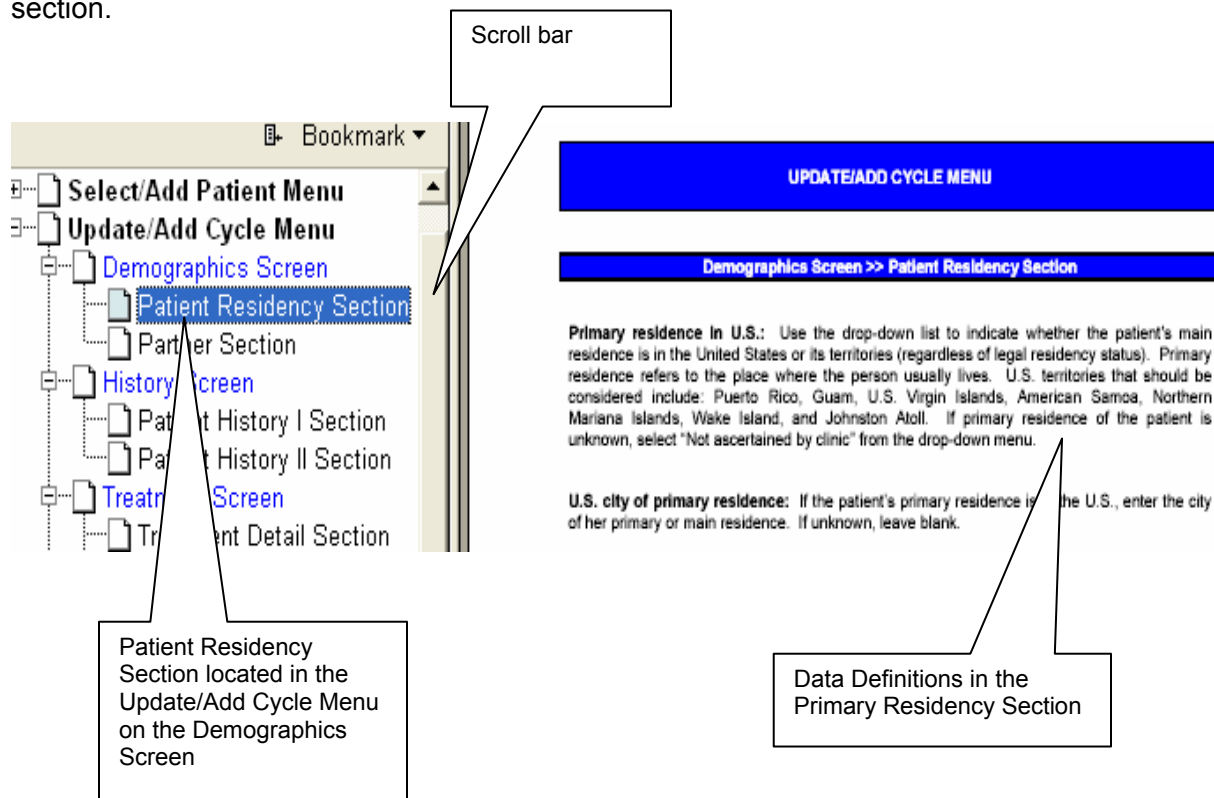 section.
Scroll bar
Bookmark
Select/Add Patient Menu
Update/Add Cycle Menu
Demographics Screen
Patient Residency Section
Partner Section
History Screen
Patient History I Section
Patient History II Section
Screen
Detail Section
UPDATE/ADD CYCLE MENU
Demographics Screen >> Patient Residency Section
Primary residence in U.S.: Use the drop-down list to indicate whether the patient's main
residence is in the United States or its territories (regardless of legal residency status). Primary
residence refers to the place where the person usually lives. U.S. territories that should be
considered include: Puerto Rico, Guam, U.S. Virgin Islands, American Samoa, Northern
Mariana Islands, Wake Island, and Johnston Atoll. If primary residence of the patient is
unknown, select "Not ascertained by clinic" from the drop-down menu.
U.S. city of primary residence: If the patient's primary residence is the U.S., enter the city
of her primary or main residence. If unknown, leave blank.
Patient Residency
Section located in the
Update/Add Cycle Menu
on the Demographics
Screen
Data Definitions in the
Primary Residency Section